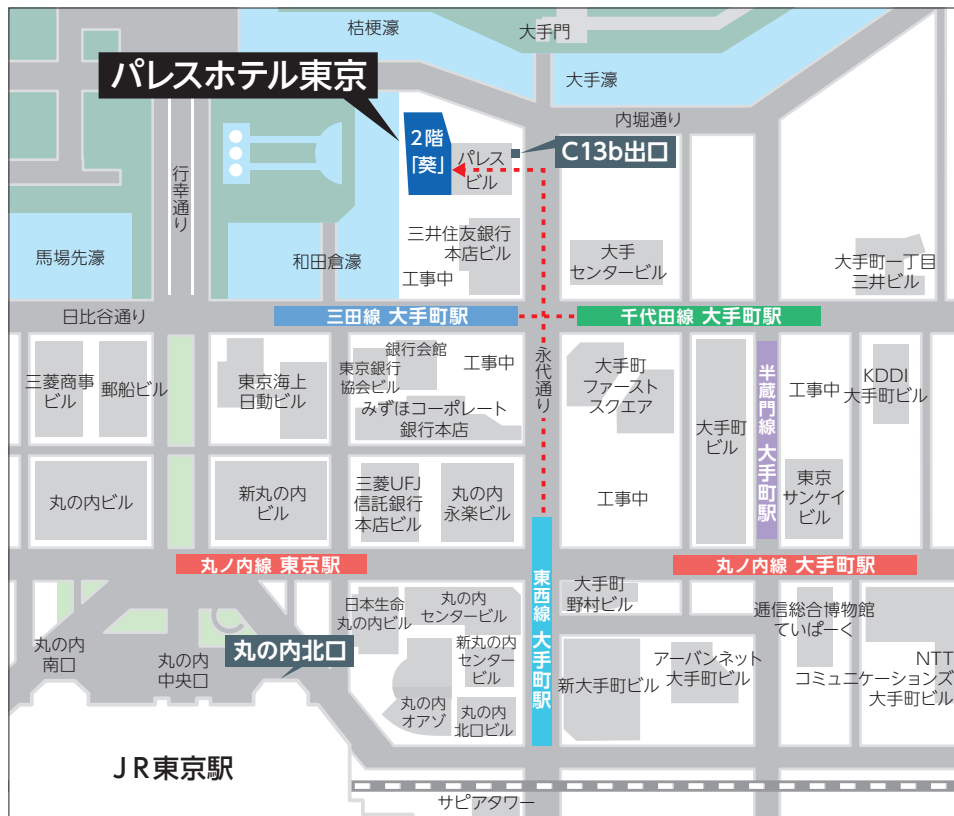 桔梗濠
大手門
大手濠
パレスホテル東京
内堀通り
2階
「葵」
パレス
ビル
C13b出口
行幸通り
馬場先濠
和田倉濠
三井住友銀行
本店ビル
工事中
大手
センタービル
大手町一丁目
三井ビル
日比谷通り
三田線 大手町駅
千代田線 大手町駅
三菱商事
ビル
郵船ビル
東京海上
日動ビル
銀行会館
東京銀行
協会ビル
工事中
みずほコーポレート
銀行本店
永代通り
大手町
ファースト
スクエア
大手町
ビル
半蔵門線 大手町駅
工事中
KDDI
大手町ビル
丸の内ビル
新丸の内
ビル
三菱UFJ
信託銀行
本店ビル
丸の内
永楽ビル
工事中
東京
サンケイ
ビル
丸ノ内線 東京駅
丸ノ内線 大手町駅
東西線 大手町駅
丸の内
南口
丸の内
中央口
丸の内北口
日本生命
丸の内ビル
丸の内
センタービル
新丸の内
センター
ビル
丸の内
オアゾ
丸の内
北口ビル
大手町
野村ビル
新大手町ビル
アーバンネット
大手町ビル
逓信総合博物館
ていぱーく
NTT
コミュニケーションズ
大手町ビル
JR東京駅
サピアタワー